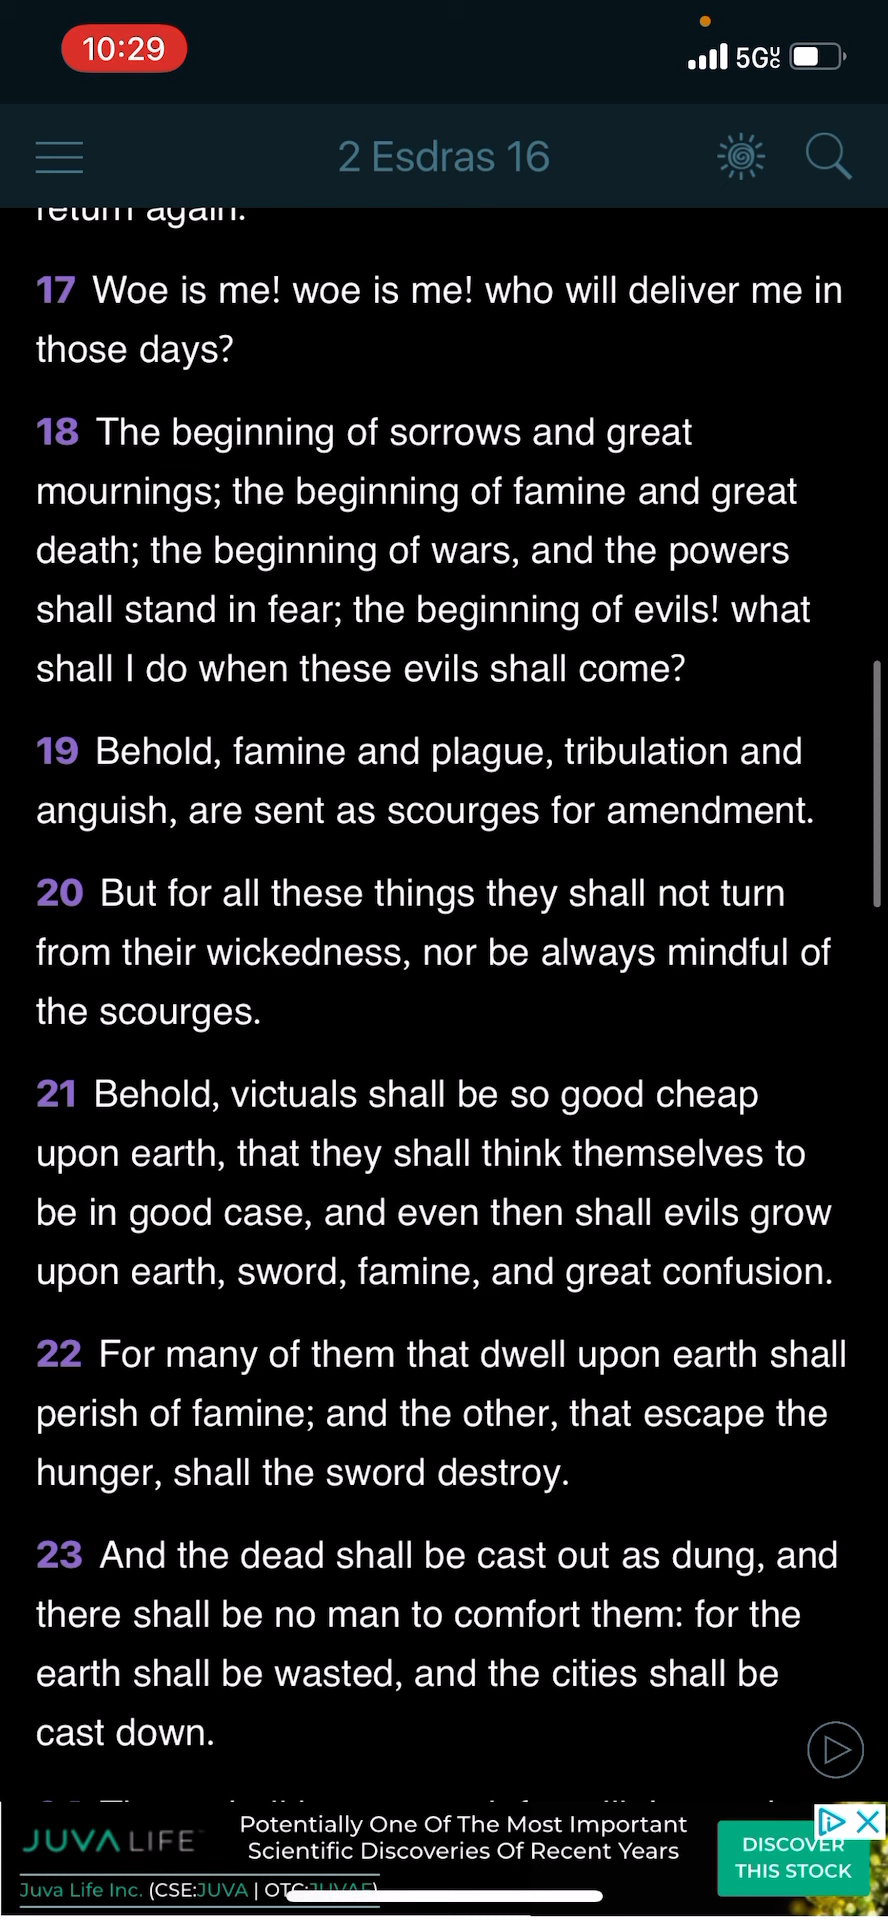 10:29
5GUC
2 Esdras 16
return again.
17 Woe is me! woe is me! who will deliver me in
those days?
18 The beginning of sorrows and great
mournings; the beginning of famine and great
death; the beginning of wars, and the powers
shall stand in fear; the beginning of evils! what
shall I do when these evils shall come?
19 Behold, famine and plague, tribulation and
anguish, are sent as scourges for amendment.
20 But for all these things they shall not turn
from their wickedness, nor be always mindful of
the scourges.
21 Behold, victuals shall be so good cheap
upon earth, that they shall think themselves to
be in good case, and even then shall evils grow
upon earth, sword, famine, and great confusion.
22 For many of them that dwell upon earth shall
perish of famine; and the other, that escape the
hunger, shall the sword destroy.
23 And the dead shall be cast out as dung, and
there shall be no man to comfort them: for the
earth shall be wasted, and the cities shall be
cast down.
JUVA LIFE
Potentially One Of The Most Important
Scientific Discoveries Of Recent Years
DISCOVER
THIS STOCK
Juva Life Inc. (CSE:JUVA | OTC:JUVAF)